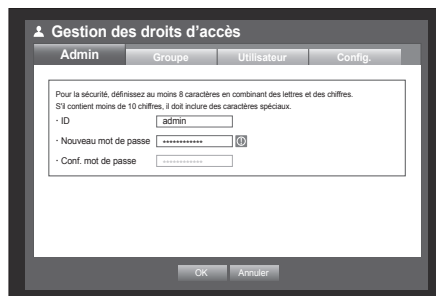 Gestion des droits d'accès
Admin Groupe Utilisateur Config.
Pour la sécurité, définissez au moins 8 caractères en combinant des lettres et des chiffres.
S'il contient moins de 10 chiffres, il doit inclure des caractères spéciaux.
· ID admin
· Nouveau mot de passe ************
· Conf. mot de passe ************
OK Annuler